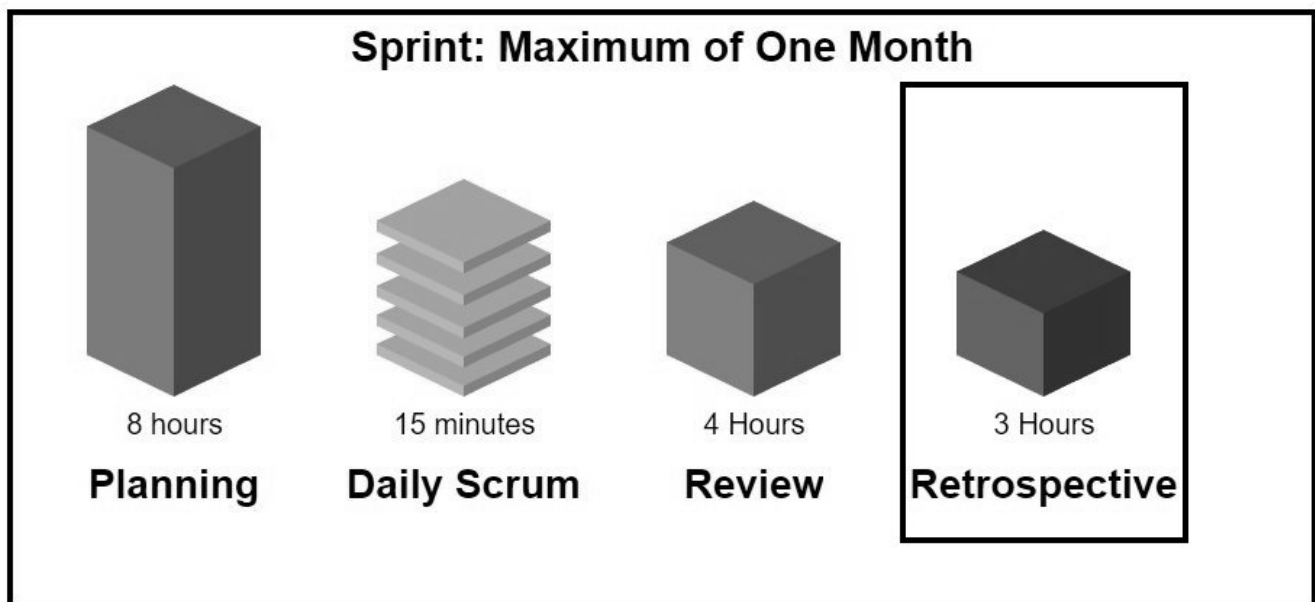 Sprint: Maximum of One Month
8 hours
15 minutes
4 Hours
3 Hours
Planning
Daily Scrum
Review
Retrospective